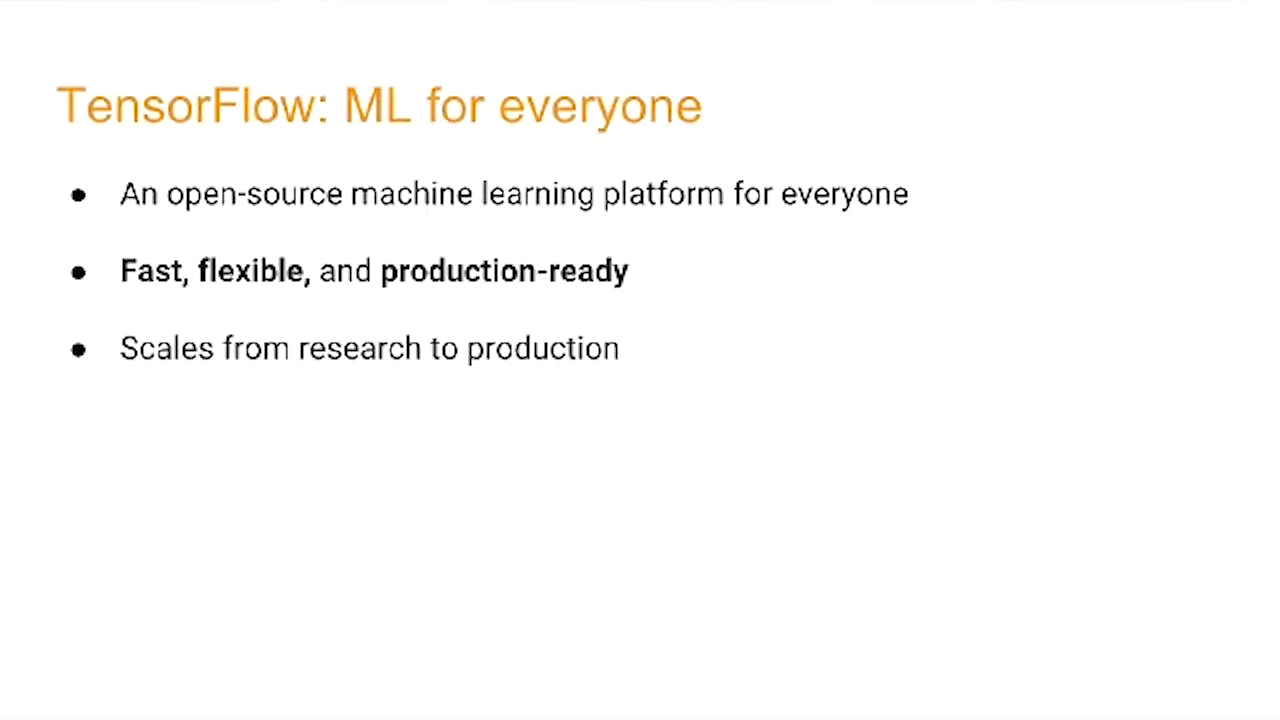 TensorFlow: ML for everyone
● An open-source machine learning platform for everyone
● Fast, flexible, and production-ready
● Scales from research to production